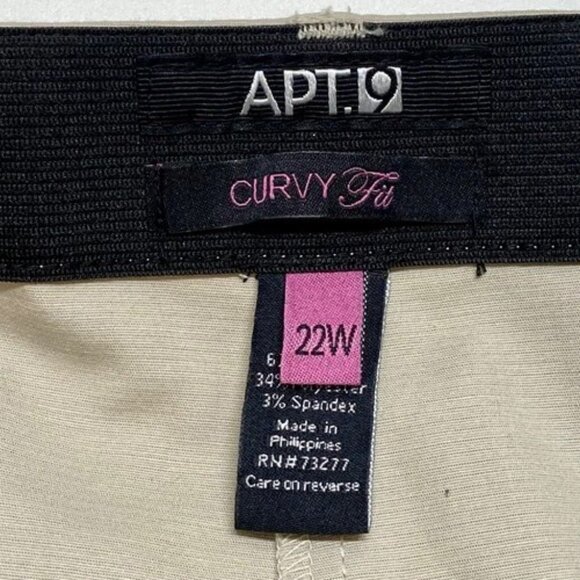 APT.9
CURVY Fit
22W
34%
3% Spandex
Made in
Philippines
RN# 73277
Care on reverse